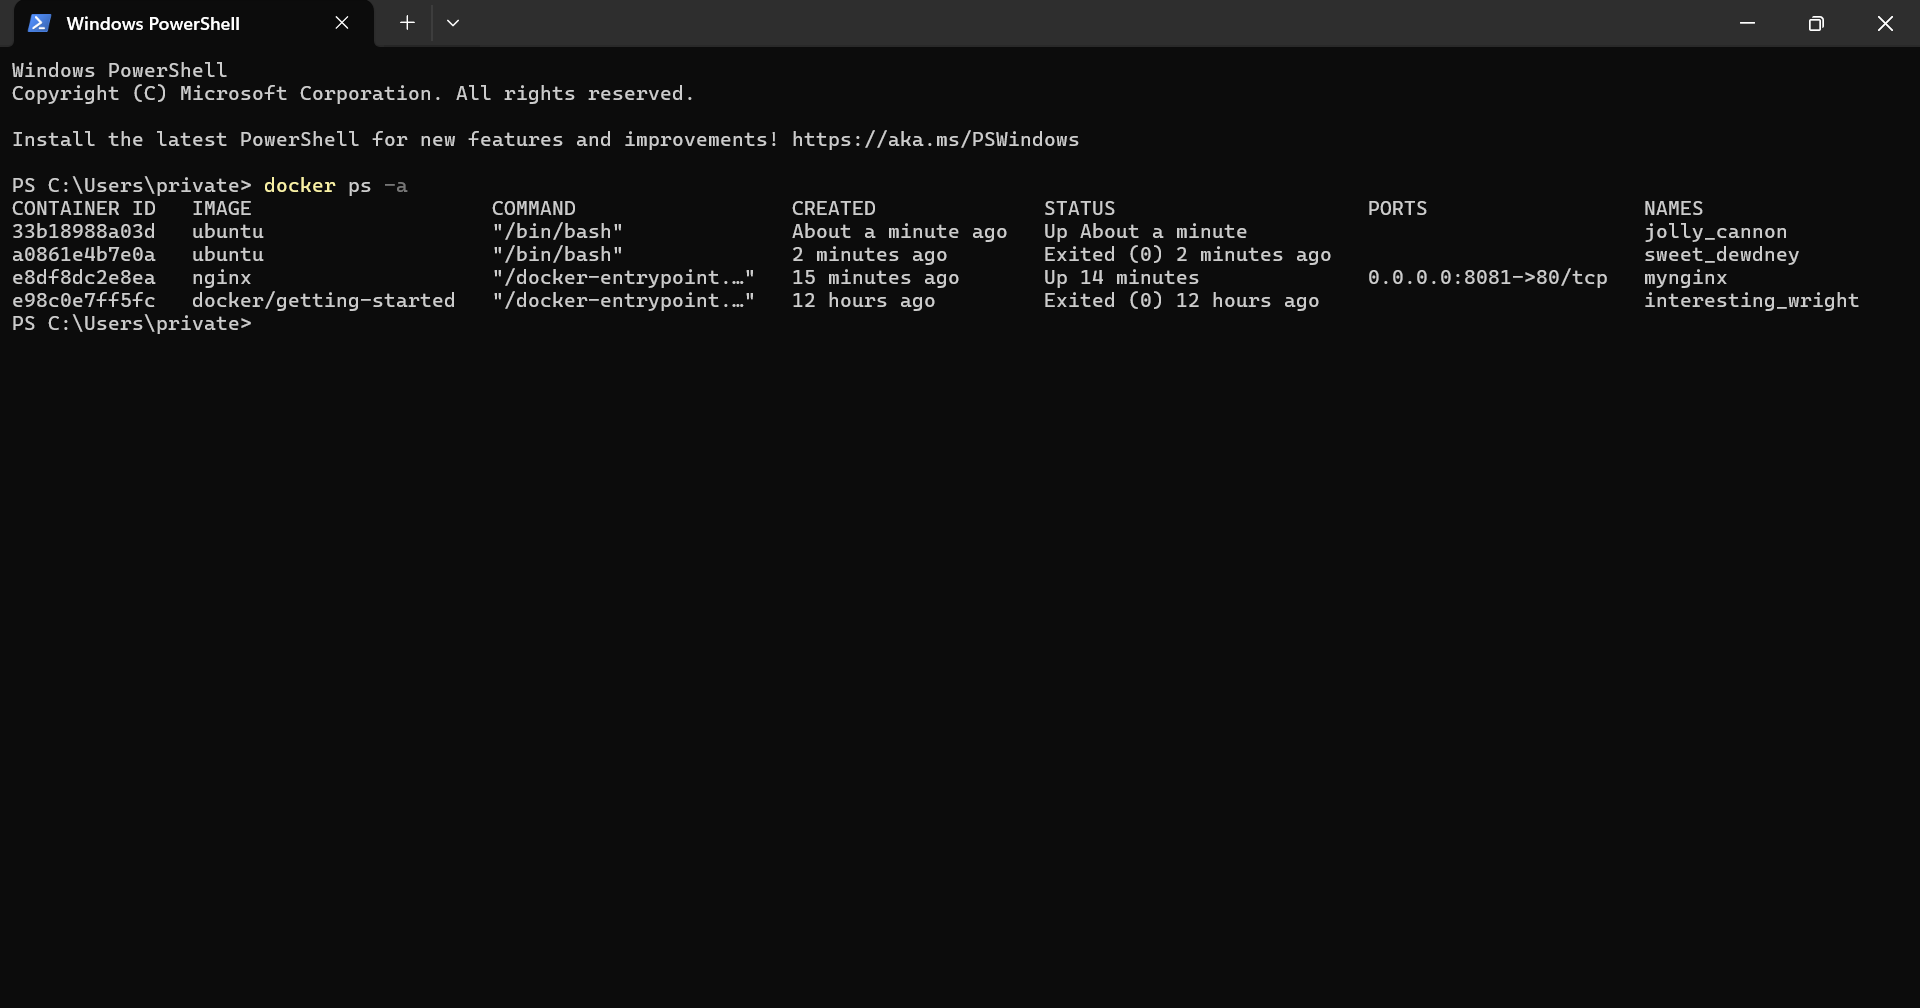 Windows PowerShell
Windows PowerShell
Copyright (C) Microsoft Corporation. All rights reserved.
Install the latest PowerShell for new features and improvements! https://aka.ms/PSWindows
PS C:\Users\private> docker ps -a
CONTAINER ID   IMAGE                    COMMAND                  CREATED              STATUS                     PORTS                  NAMES
33b18988a03d   ubuntu                   "/bin/bash"              About a minute ago   Up About a minute                                 jolly_cannon
a0861e4b7e0a   ubuntu                   "/bin/bash"              2 minutes ago        Exited (0) 2 minutes ago                          sweet_dewdney
e8df8dc2e8ea   nginx                    "/docker-entrypoint.…"   15 minutes ago       Up 14 minutes              0.0.0.0:8081->80/tcp   mynginx
e98c0e7ff5fc   docker/getting-started   "/docker-entrypoint.…"   12 hours ago         Exited (0) 12 hours ago                           interesting_wright
PS C:\Users\private>